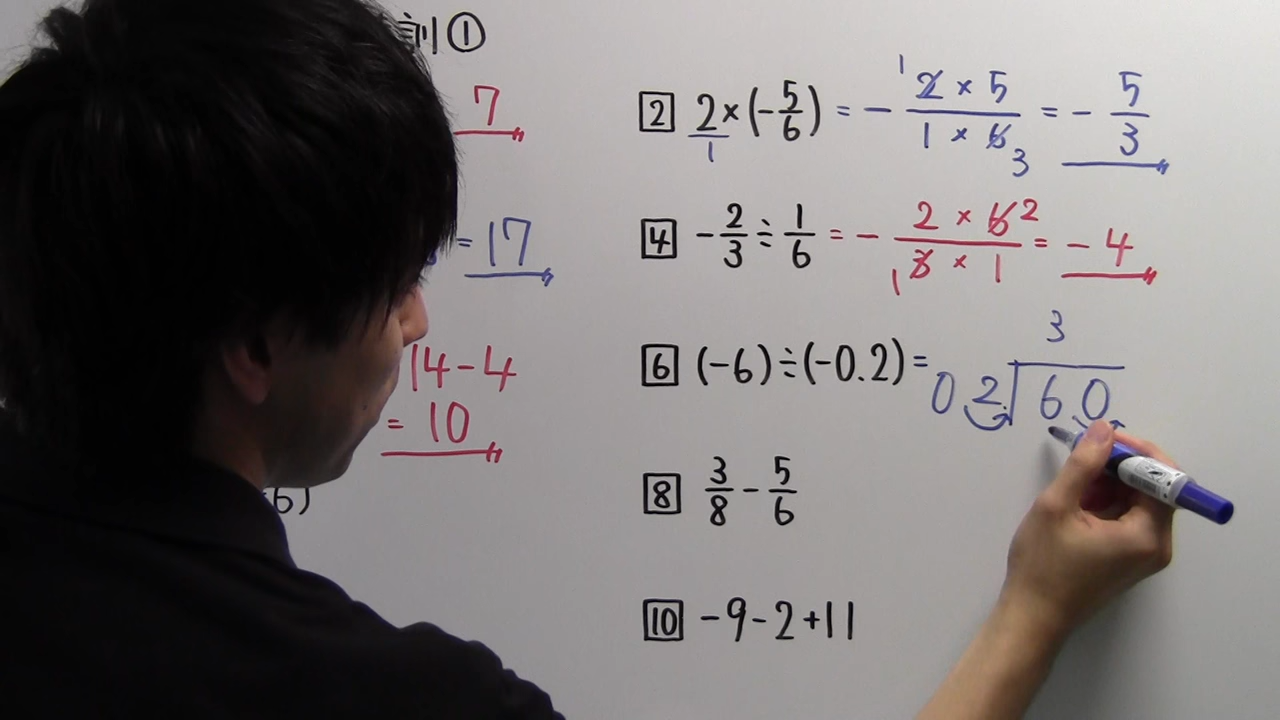 ①
7
= 17
14-4
= 10
6)
2 2×(-5/6) = - 2×5/1×6 = - 5/3
1 1 3
4 -2/3÷1/6 = - 2×6/3×1 = -4
2 1
3
6 (-6)÷(-0.2)= 0 2 6 0
8 3/8-5/6
10 -9-2+11